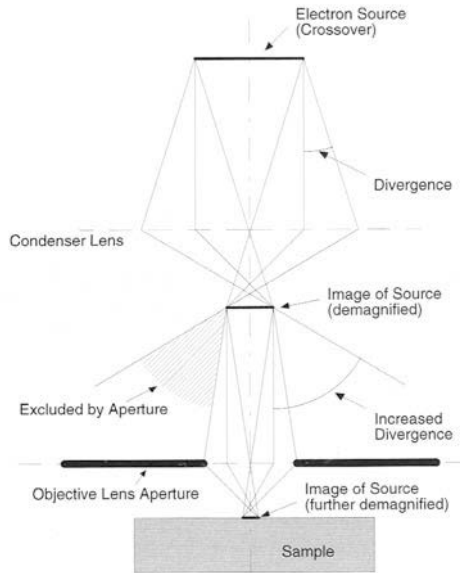 Electron Source
(Crossover)
Divergence
Condenser Lens
Image of Source
(demagnified)
Excluded by Aperture
Increased
Divergence
Objective Lens Aperture
Image of Source
(further demagnified)
Sample